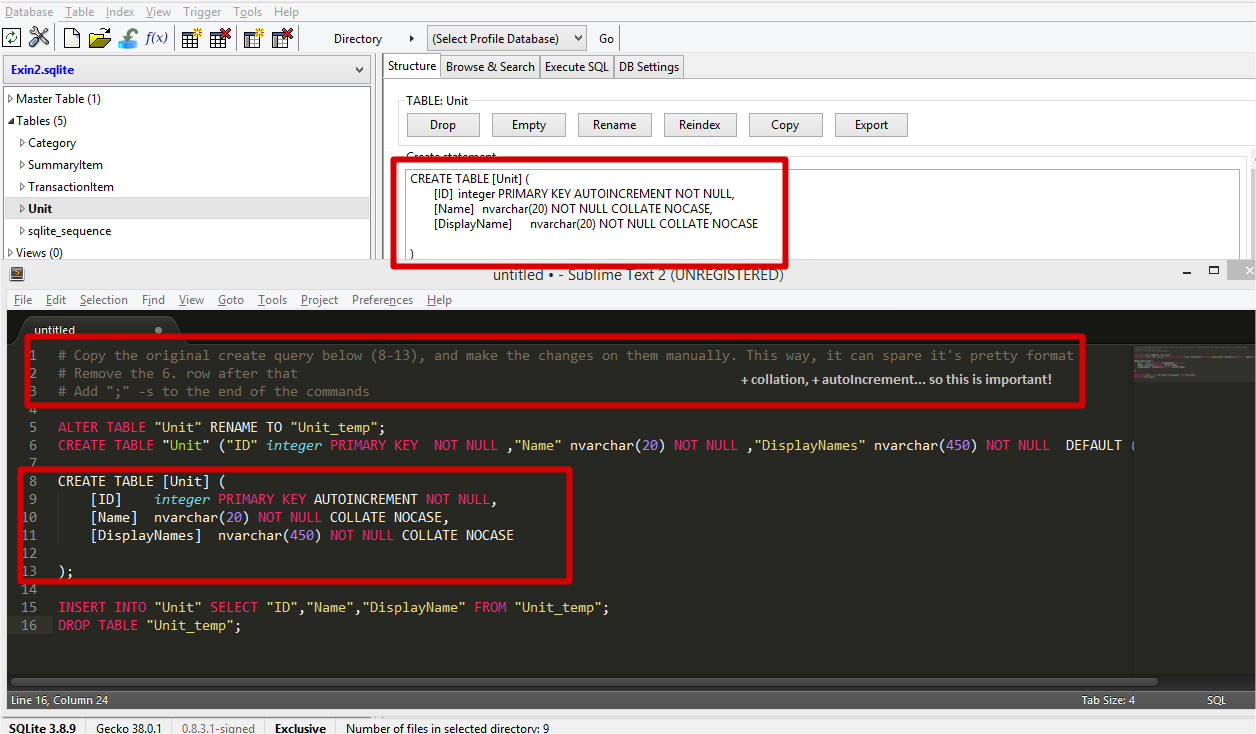 Database Table Index View Trigger Tools Help
f(x) Directory (Select Profile Database) Go
Exin2.sqlite
Master Table (1)
Tables (5)
Category
SummaryItem
TransactionItem
Unit
sqlite_sequence
Views (0)
Structure Browse & Search Execute SQL DB Settings
TABLE: Unit
Drop Empty Rename Reindex Copy Export
Create statement
CREATE TABLE [Unit] (
[ID] integer PRIMARY KEY AUTOINCREMENT NOT NULL,
[Name] nvarchar(20) NOT NULL COLLATE NOCASE,
[DisplayName] nvarchar(20) NOT NULL COLLATE NOCASE
)
untitled • - Sublime Text 2 (UNREGISTERED)
File Edit Selection Find View Goto Tools Project Preferences Help
untitled
1 # Copy the original create query below (8-13), and make the changes on them manually. This way, it can spare it's pretty format
2 # Remove the 6. row after that
+ collation, + autoIncrement... so this is important!
3 # Add ";" -s to the end of the commands
4
5 ALTER TABLE "Unit" RENAME TO "Unit_temp";
6 CREATE TABLE "Unit" ("ID" integer PRIMARY KEY NOT NULL ,"Name" nvarchar(20) NOT NULL ,"DisplayNames" nvarchar(450) NOT NULL DEFAULT (
7
8 CREATE TABLE [Unit] (
9 [ID] integer PRIMARY KEY AUTOINCREMENT NOT NULL,
10 [Name] nvarchar(20) NOT NULL COLLATE NOCASE,
11 [DisplayNames] nvarchar(450) NOT NULL COLLATE NOCASE
12
13 );
14
15 INSERT INTO "Unit" SELECT "ID","Name","DisplayName" FROM "Unit_temp";
16 DROP TABLE "Unit_temp";
Line 16, Column 24 Tab Size: 4 SQL
SQLite 3.8.9 Gecko 38.0.1 0.8.3.1-signed Exclusive Number of files in selected directory: 9